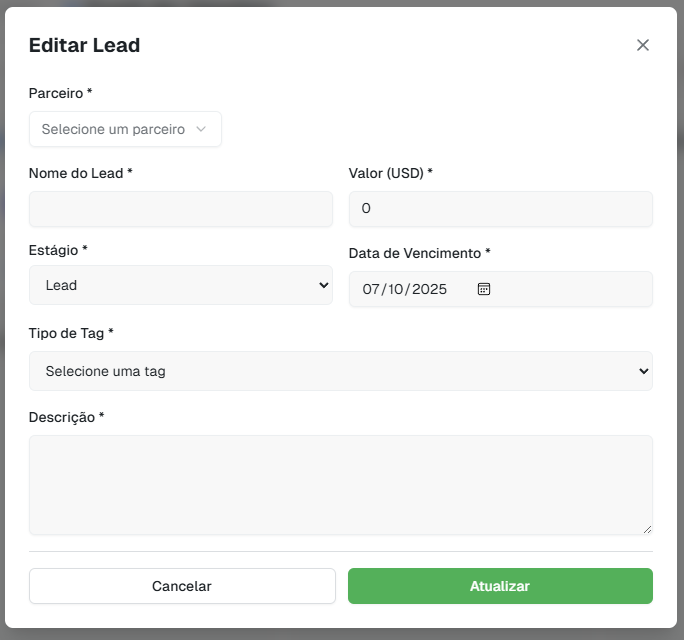 Editar Lead
Parceiro *
Selecione um parceiro
Nome do Lead *
Valor (USD) *
0
Estágio *
Data de Vencimento *
Lead
07/10/2025
Tipo de Tag *
Selecione uma tag
Descrição *
Cancelar
Atualizar